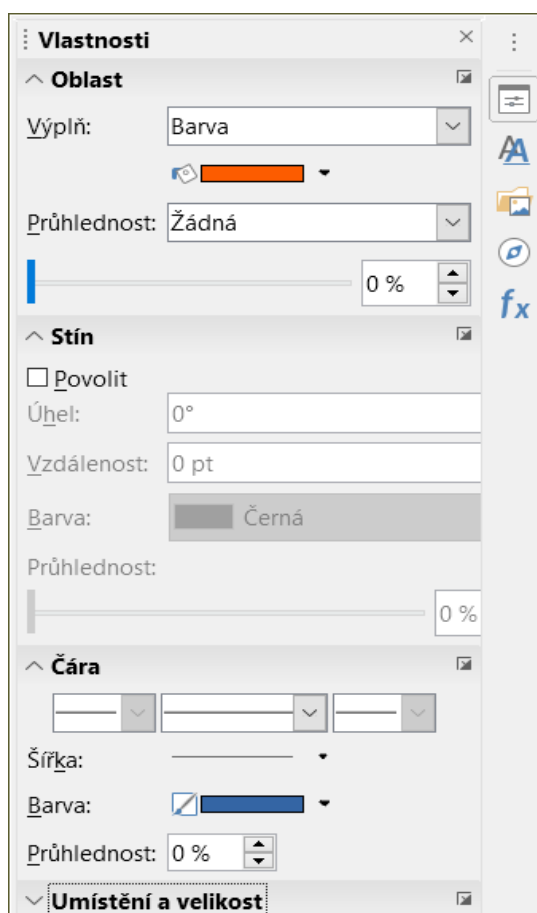 Vlastnosti
Oblast
Výplň: Barva
Průhlednost: Žádná
0 %
Stín
Povolit
Úhel: 0°
Vzdálenost: 0 pt
Barva: Černá
Průhlednost:
0 %
Čára
Šířka:
Barva:
Průhlednost: 0 %
Umístění a velikost